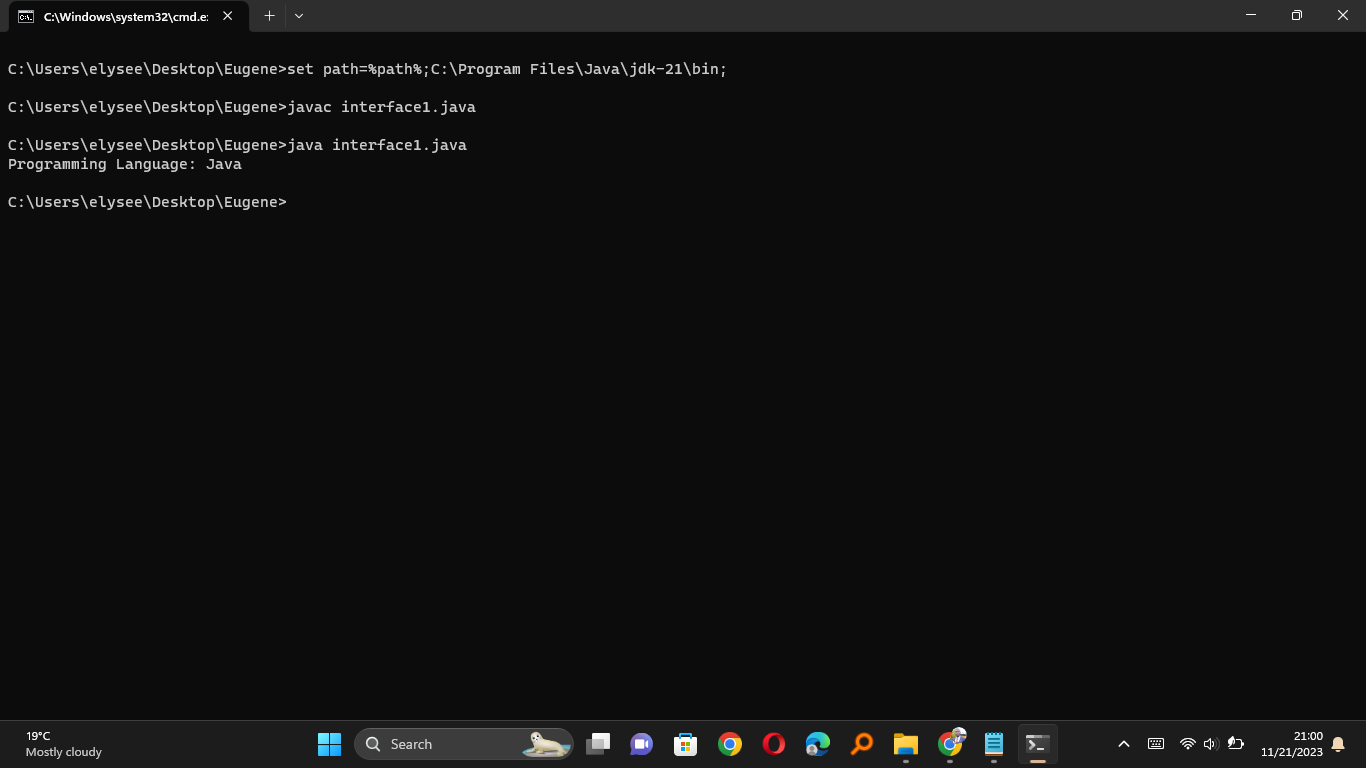 C:\Windows\system32\cmd.e:
C:\Users\elysee\Desktop\Eugene>set path=%path%;C:\Program Files\Java\jdk-21\bin;
C:\Users\elysee\Desktop\Eugene>javac interface1.java
C:\Users\elysee\Desktop\Eugene>java interface1.java
Programming Language: Java
C:\Users\elysee\Desktop\Eugene>
19°C
Mostly cloudy
Search
21:00
11/21/2023